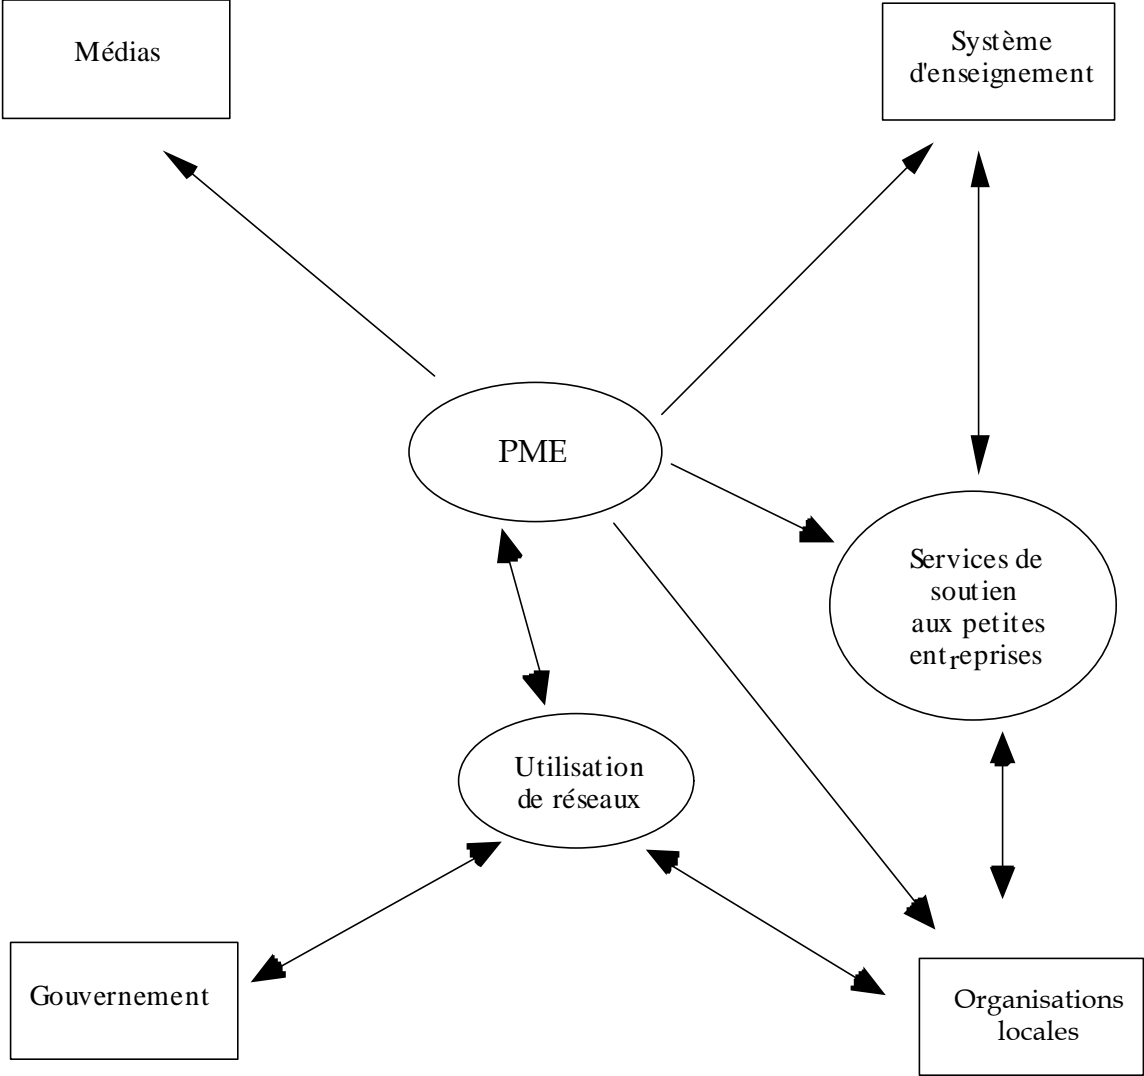 Médias
Système
d'enseignement
PME
Services de
soutien
aux petites
entreprises
Utilisation
de réseaux
Gouvernement
Organisations
locales